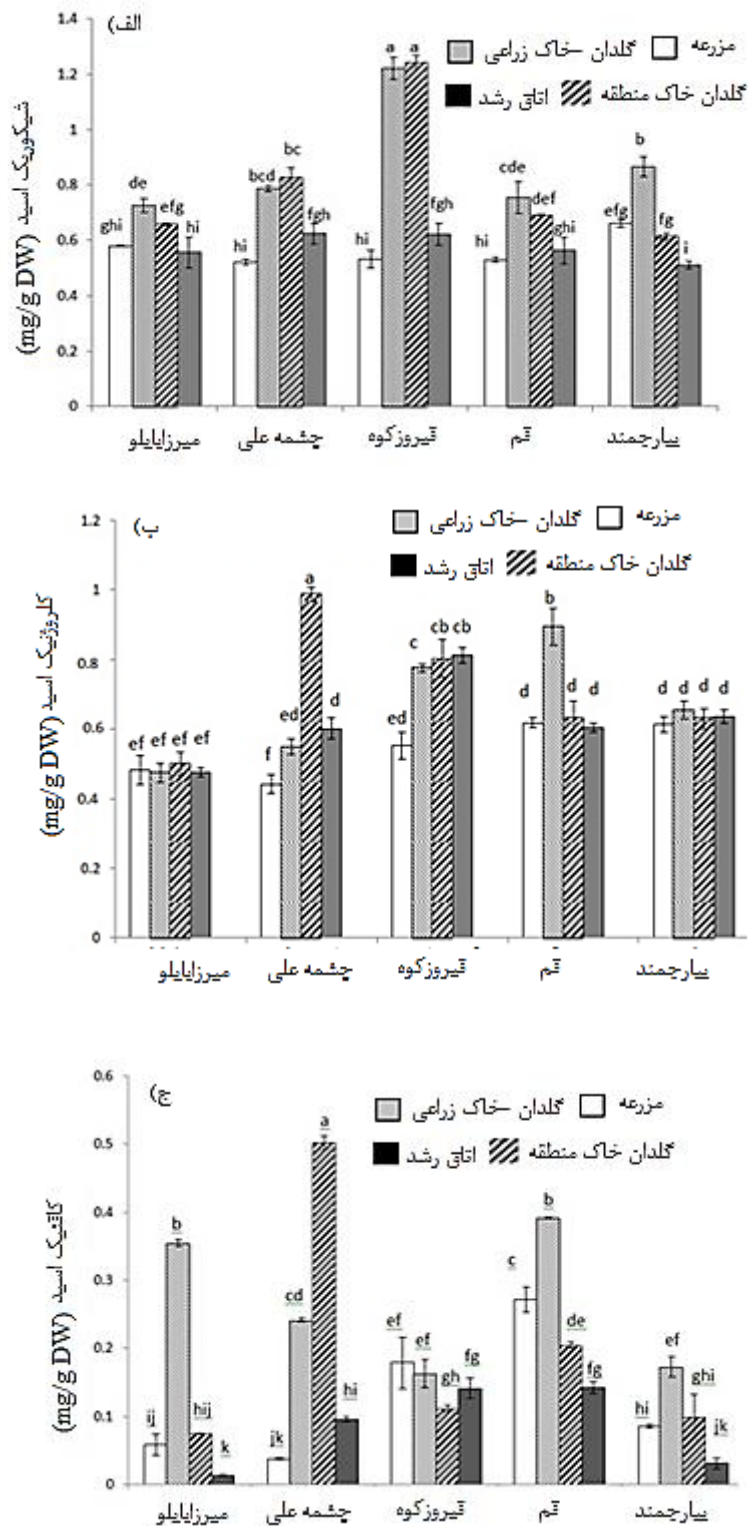 الف)
گلدان -خاک زراعی
مزرعه
اتاق رشد
گلدان خاک منطقه
شیکوریک اسید (mg/g DW)
1.4
1.2
1
0.8
0.6
0.4
0.2
0
ghi de efg hi
hi bcd bc fgh
hi a a fgh
hi cde def ghi
efg b fg i
میرزابایلو
چشمه علی
فیروزکوه
قم
بیارجمند
ب)
گلدان -خاک زراعی
مزرعه
اتاق رشد
گلدان خاک منطقه
کلروژنیک اسید (mg/g DW)
1.2
1
0.8
0.6
0.4
0.2
0
ef ef ef ef
f ed a d
ed c cb cb
d b d d
d d d d
میرزابایلو
چشمه علی
فیروزکوه
قم
بیارجمند
ج)
گلدان -خاک زراعی
مزرعه
اتاق رشد
گلدان خاک منطقه
کافئیک اسید (mg/g DW)
0.6
0.5
0.4
0.3
0.2
0.1
0
ij b hij k
jk cd a hi
ef ef gh fg
c b de fg
hi ef ghi jk
میرزابایلو
چشمه علی
فیروزکوه
قم
بیارجمند